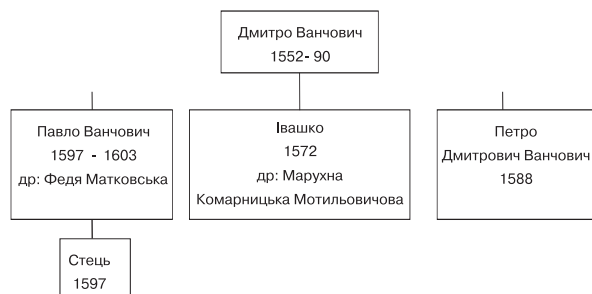 Дмитро Ванчович
1552- 90
Павло Ванчович
1597 - 1603
др: Федя Матковська
Івашко
1572
др: Марухна
Комарницька Мотильовичова
Петро
Дмитрович Ванчович
1588
Стець
1597